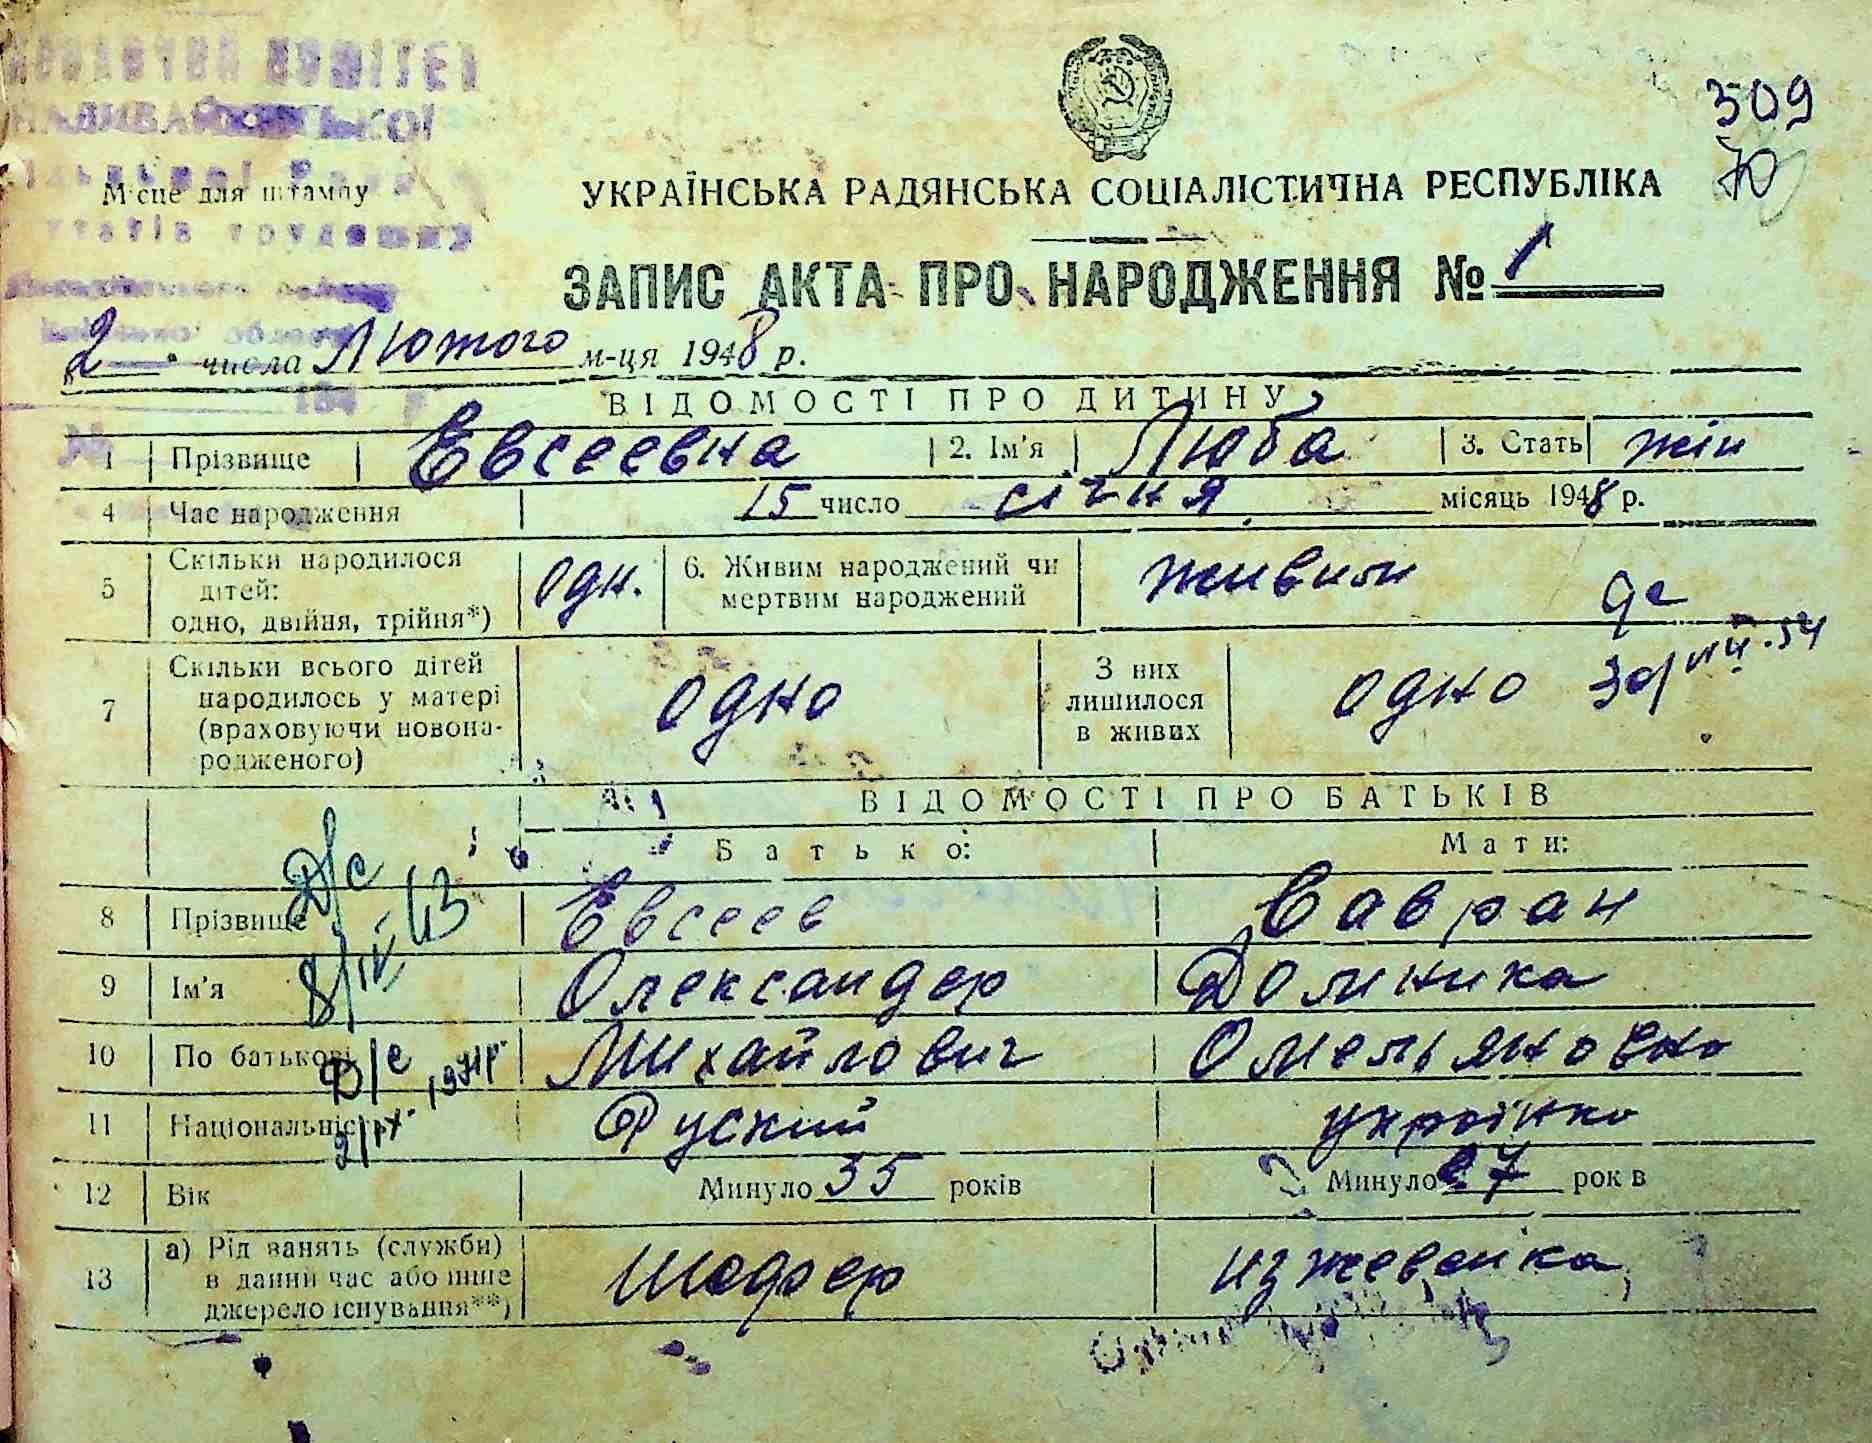 309
70
Місце для штампу
УКРАЇНСЬКА РАДЯНСЬКА СОЦІАЛІСТИЧНА РЕСПУБЛІКА
ЗАПИС АКТА ПРО НАРОДЖЕННЯ № 1
„2" числа Лютого м-ця 1948 р.
ВІДОМОСТІ ПРО ДИТИНУ
1 Прізвище Евсеевна 2. Ім'я Люба 3. Стать жін
4 Час народження 15 число січня місяць 1948 р.
5 Скільки народилося дітей: одно, двійня, трійня*) одн. 6. Живим народжений чи мертвим народжений живим
7 Скільки всього дітей народилось у матері (враховуючи новонародженого) одно З них лишилося в живих одно
ВІДОМОСТІ ПРО БАТЬКІВ
Батько: Мати:
8 Прізвище Евсеев Вавран
9 Ім'я Олександер Доминика
10 По батькові Михайлович Омельяновна
11 Національність Руский українка
12 Вік Минуло 35 років Минуло 27 років
13 а) Рід занять (служби) в даний час або інше джерело існування**) Шофер